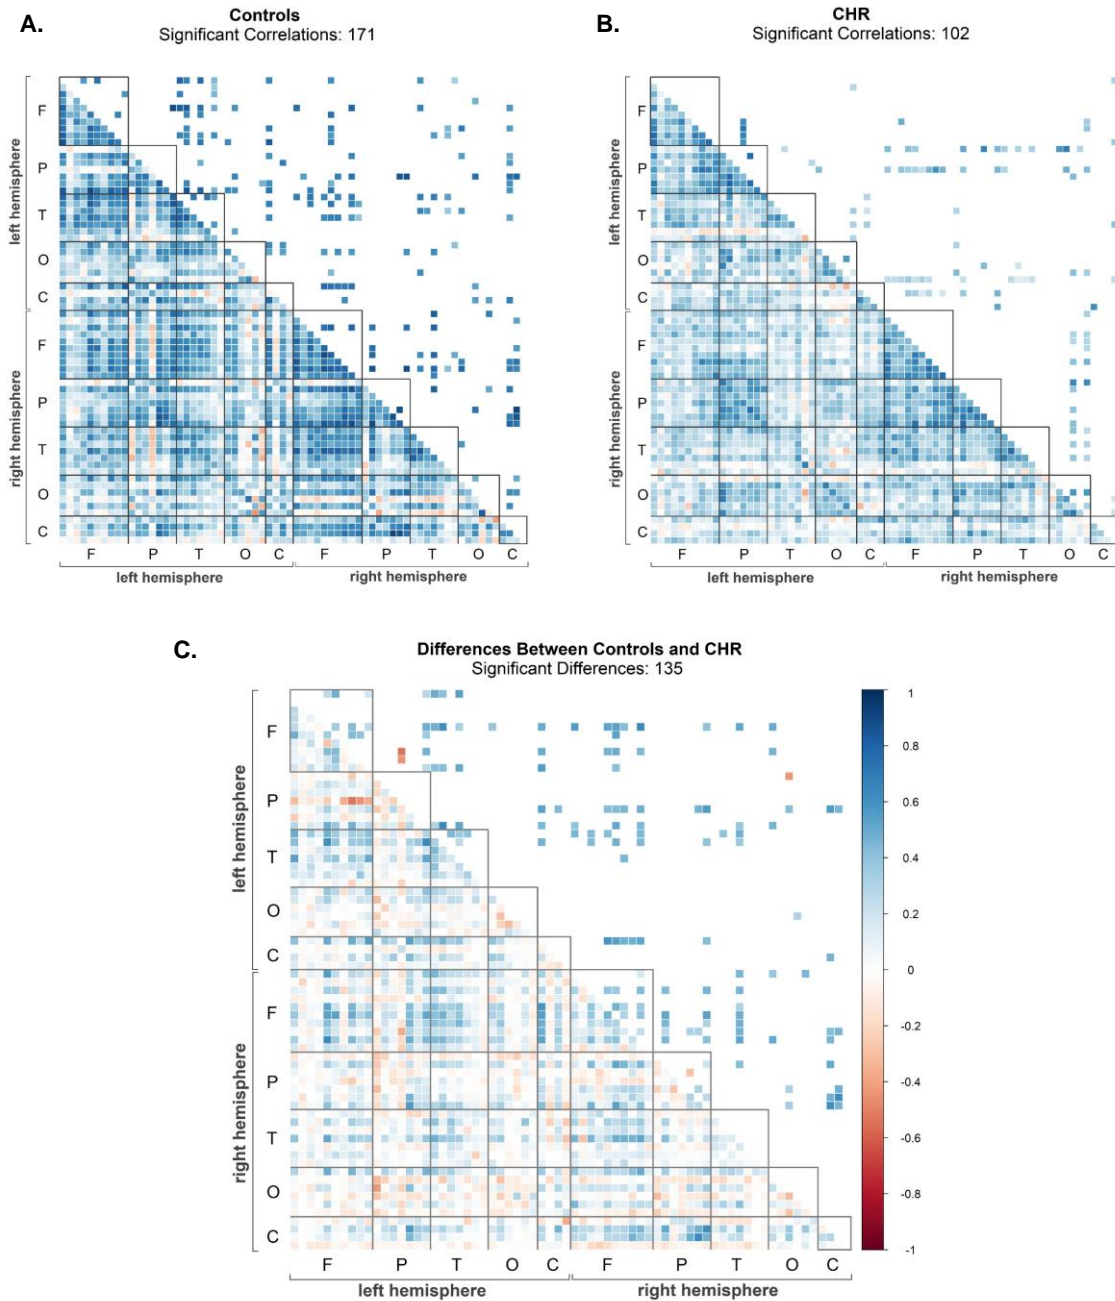 A.
Controls
Significant Correlations: 171
left hemisphere
right hemisphere
F
P
T
O
C
F
P
T
O
C
F P T O C F P T O C
left hemisphere right hemisphere
B.
CHR
Significant Correlations: 102
left hemisphere
right hemisphere
F
P
T
O
C
F
P
T
O
C
F P T O C F P T O C
left hemisphere right hemisphere
C.
Differences Between Controls and CHR
Significant Differences: 135
left hemisphere
right hemisphere
F
P
T
O
C
F
P
T
O
C
F P T O C F P T O C
left hemisphere right hemisphere
1
0.8
0.6
0.4
0.2
0
-0.2
-0.4
-0.6
-0.8
-1